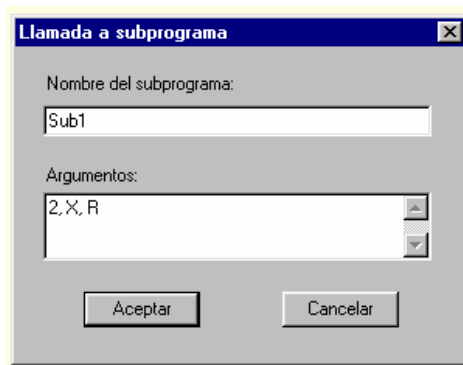 Llamada a subprograma
Nombre del subprograma:
Sub1
Argumentos:
2, X, R
Aceptar Cancelar